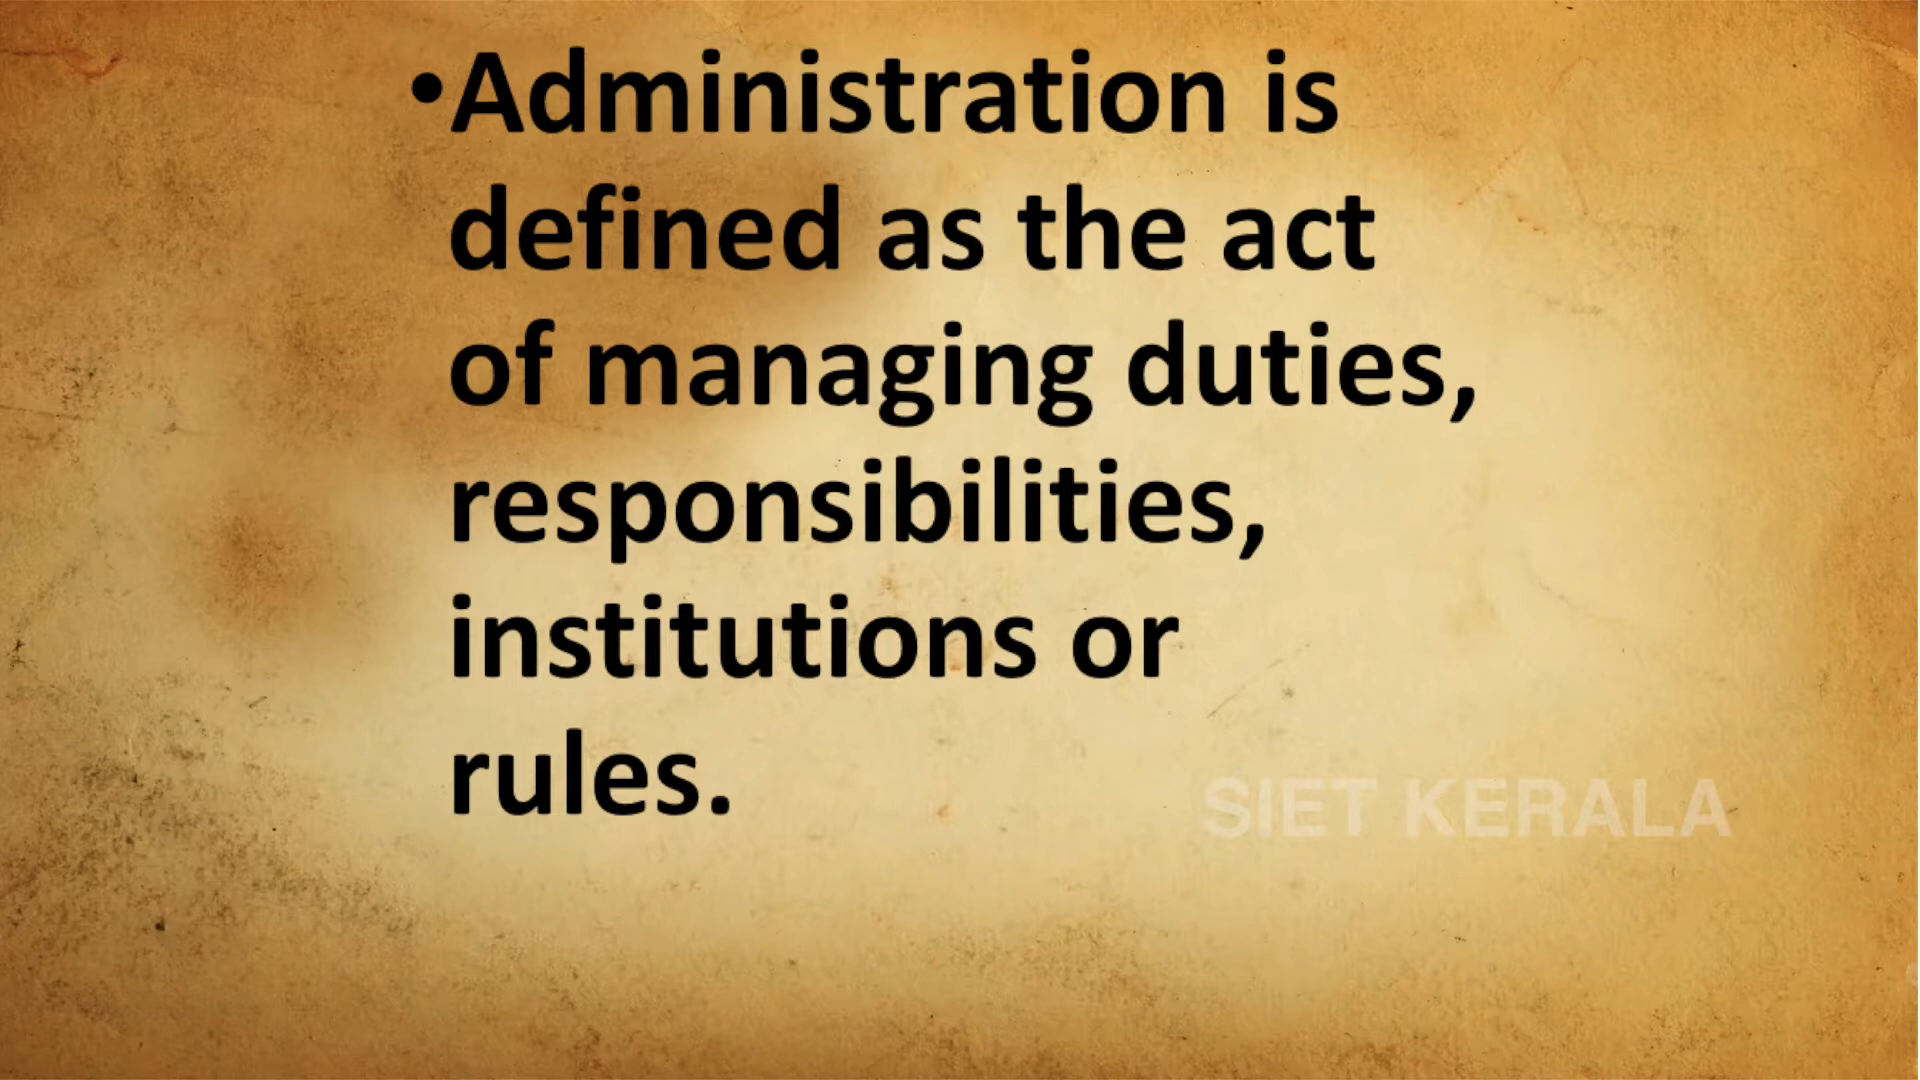 •Administration is
defined as the act
of managing duties,
responsibilities,
institutions or
rules.
SIET KERALA